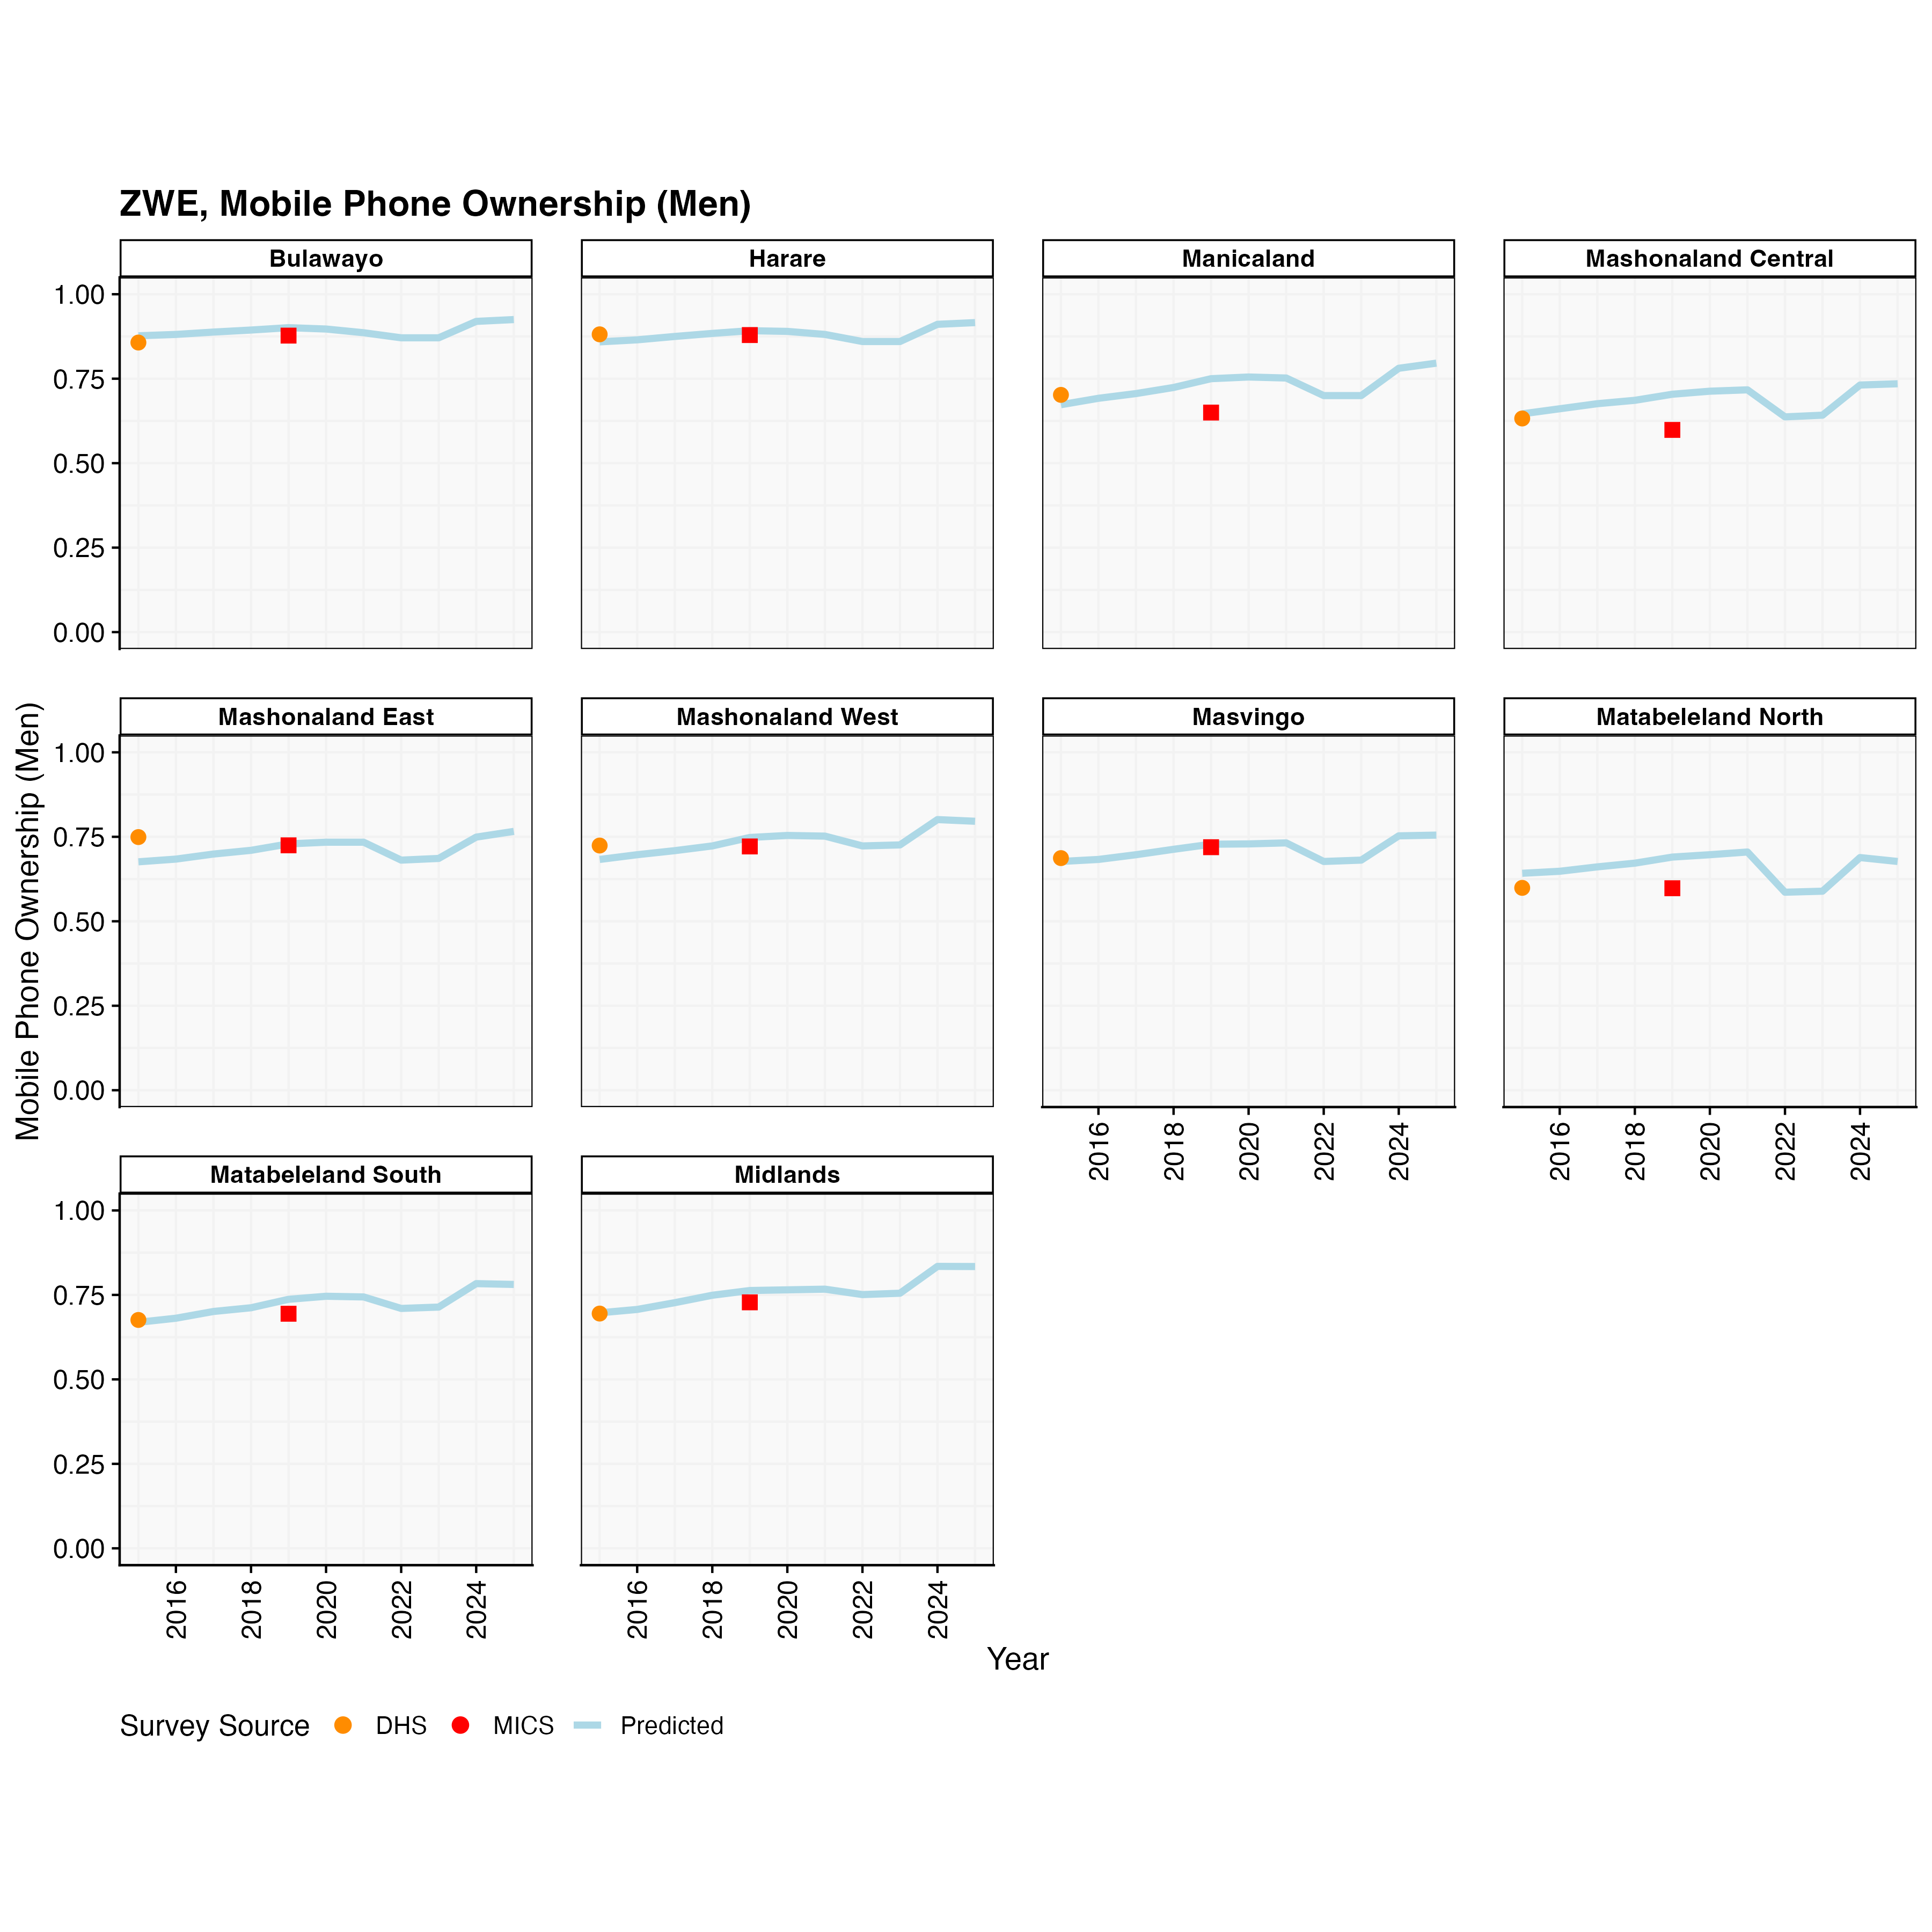 ZWE, Mobile Phone Ownership (Men)
Bulawayo
Harare
Manicaland
Mashonaland Central
1.00
0.75
0.50
0.25
0.00
Mashonaland East
Mashonaland West
Masvingo
Matabeleland North
1.00
0.75
0.50
0.25
0.00
2016 2018 2020 2022 2024
2016 2018 2020 2022 2024
Matabeleland South
Midlands
1.00
0.75
0.50
0.25
0.00
2016 2018 2020 2022 2024
2016 2018 2020 2022 2024
Mobile Phone Ownership (Men)
Year
Survey Source DHS MICS Predicted